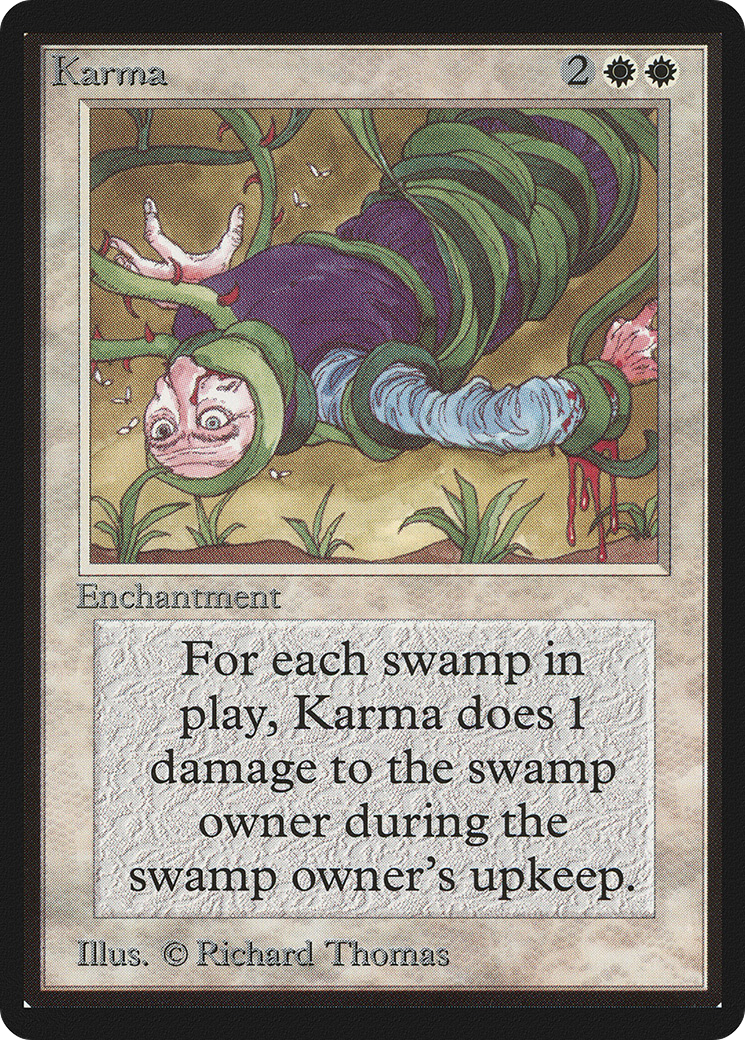 Karma 2
Enchantment
For each swamp in
play, Karma does 1
damage to the swamp
owner during the
swamp owner's upkeep.
Illus. © Richard Thomas